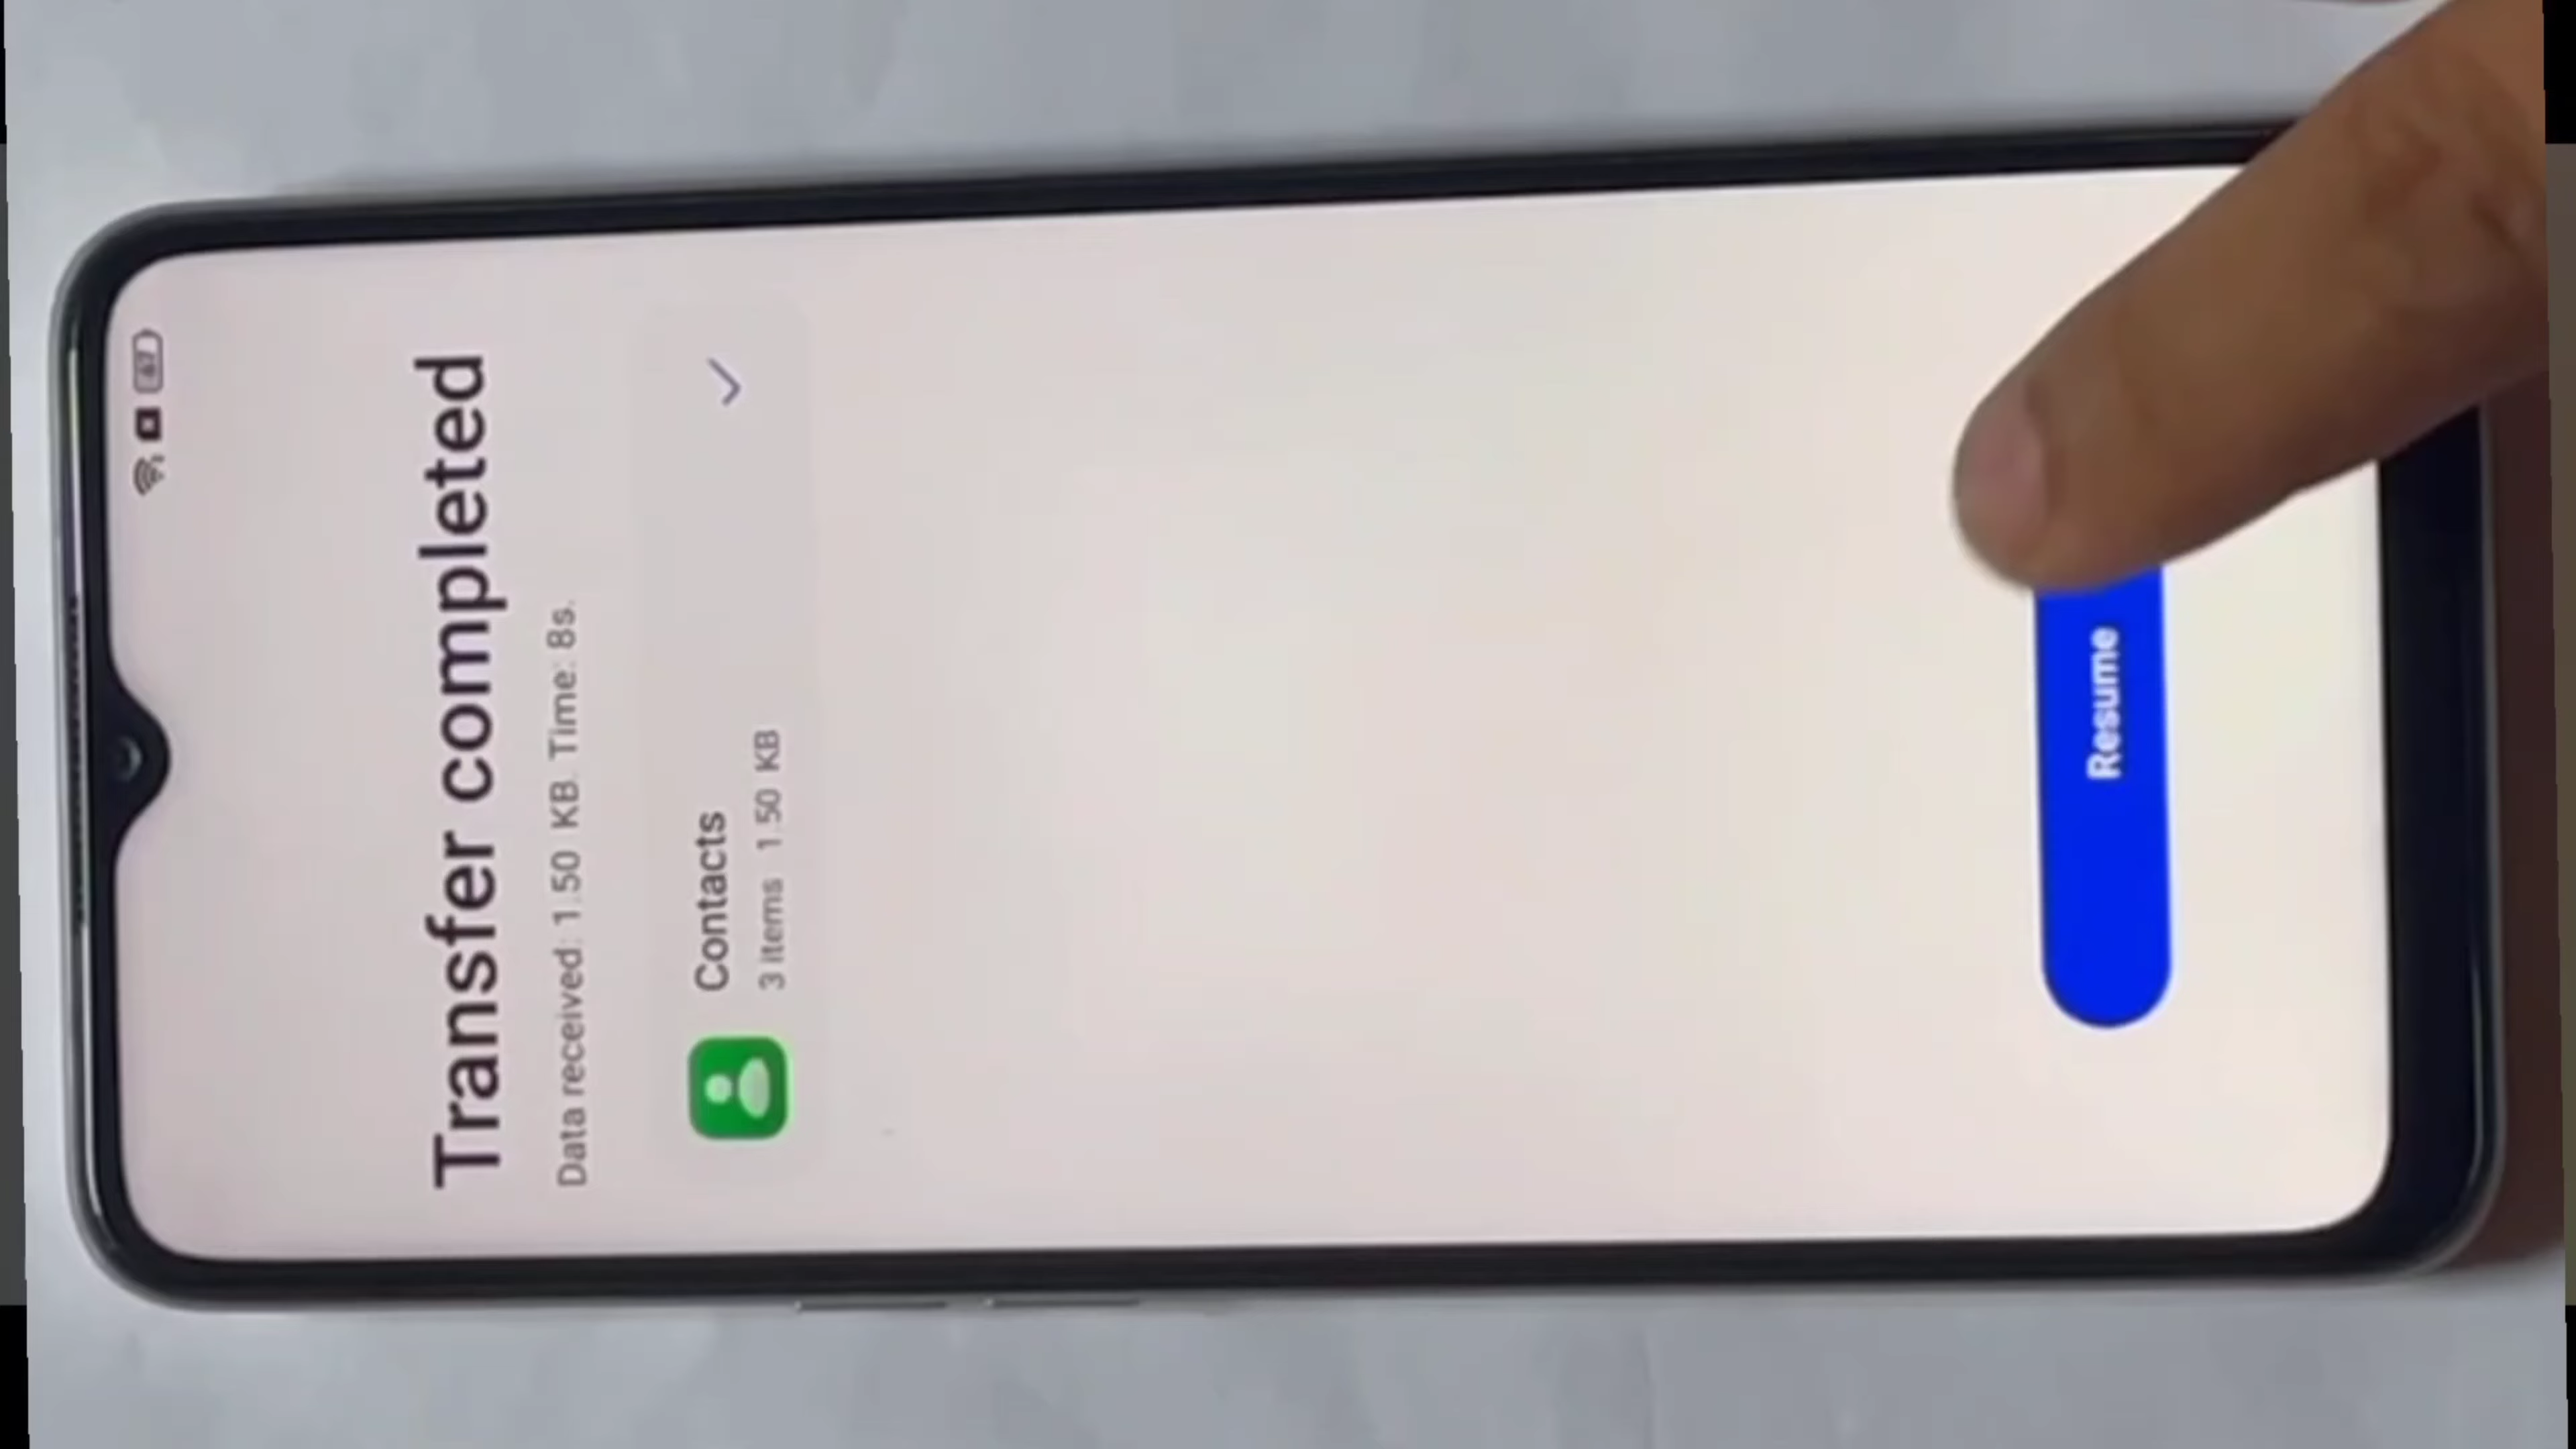 Transfer completed
Data received: 1.50 KB. Time: 8s.
Contacts
3 items 1.50 KB
Resume